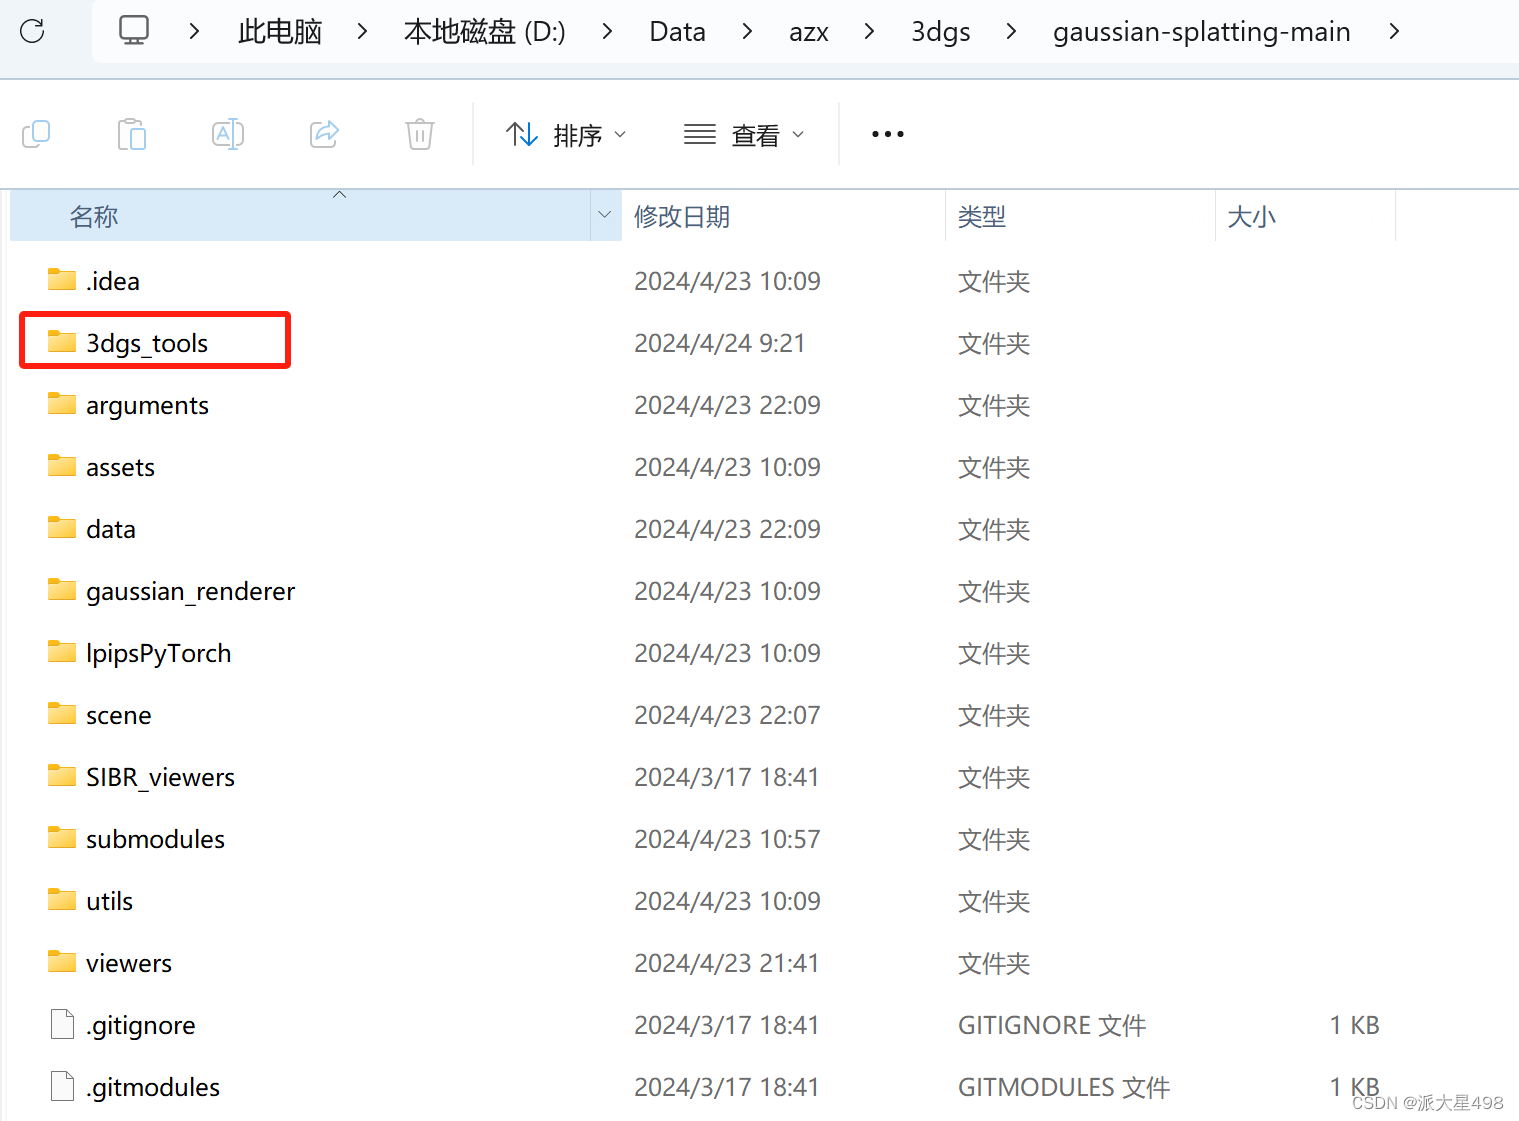 此电脑 本地磁盘 (D:) Data azx 3dgs gaussian-splatting-main
排序 查看
名称 修改日期 类型 大小
.idea 2024/4/23 10:09 文件夹
3dgs_tools 2024/4/24 9:21 文件夹
arguments 2024/4/23 22:09 文件夹
assets 2024/4/23 10:09 文件夹
data 2024/4/23 22:09 文件夹
gaussian_renderer 2024/4/23 10:09 文件夹
lpipsPyTorch 2024/4/23 10:09 文件夹
scene 2024/4/23 22:07 文件夹
SIBR_viewers 2024/3/17 18:41 文件夹
submodules 2024/4/23 10:57 文件夹
utils 2024/4/23 10:09 文件夹
viewers 2024/4/23 21:41 文件夹
.gitignore 2024/3/17 18:41 GITIGNORE 文件 1 KB
.gitmodules 2024/3/17 18:41 GITMODULES 文件 1 KB
CSDN @派大星498